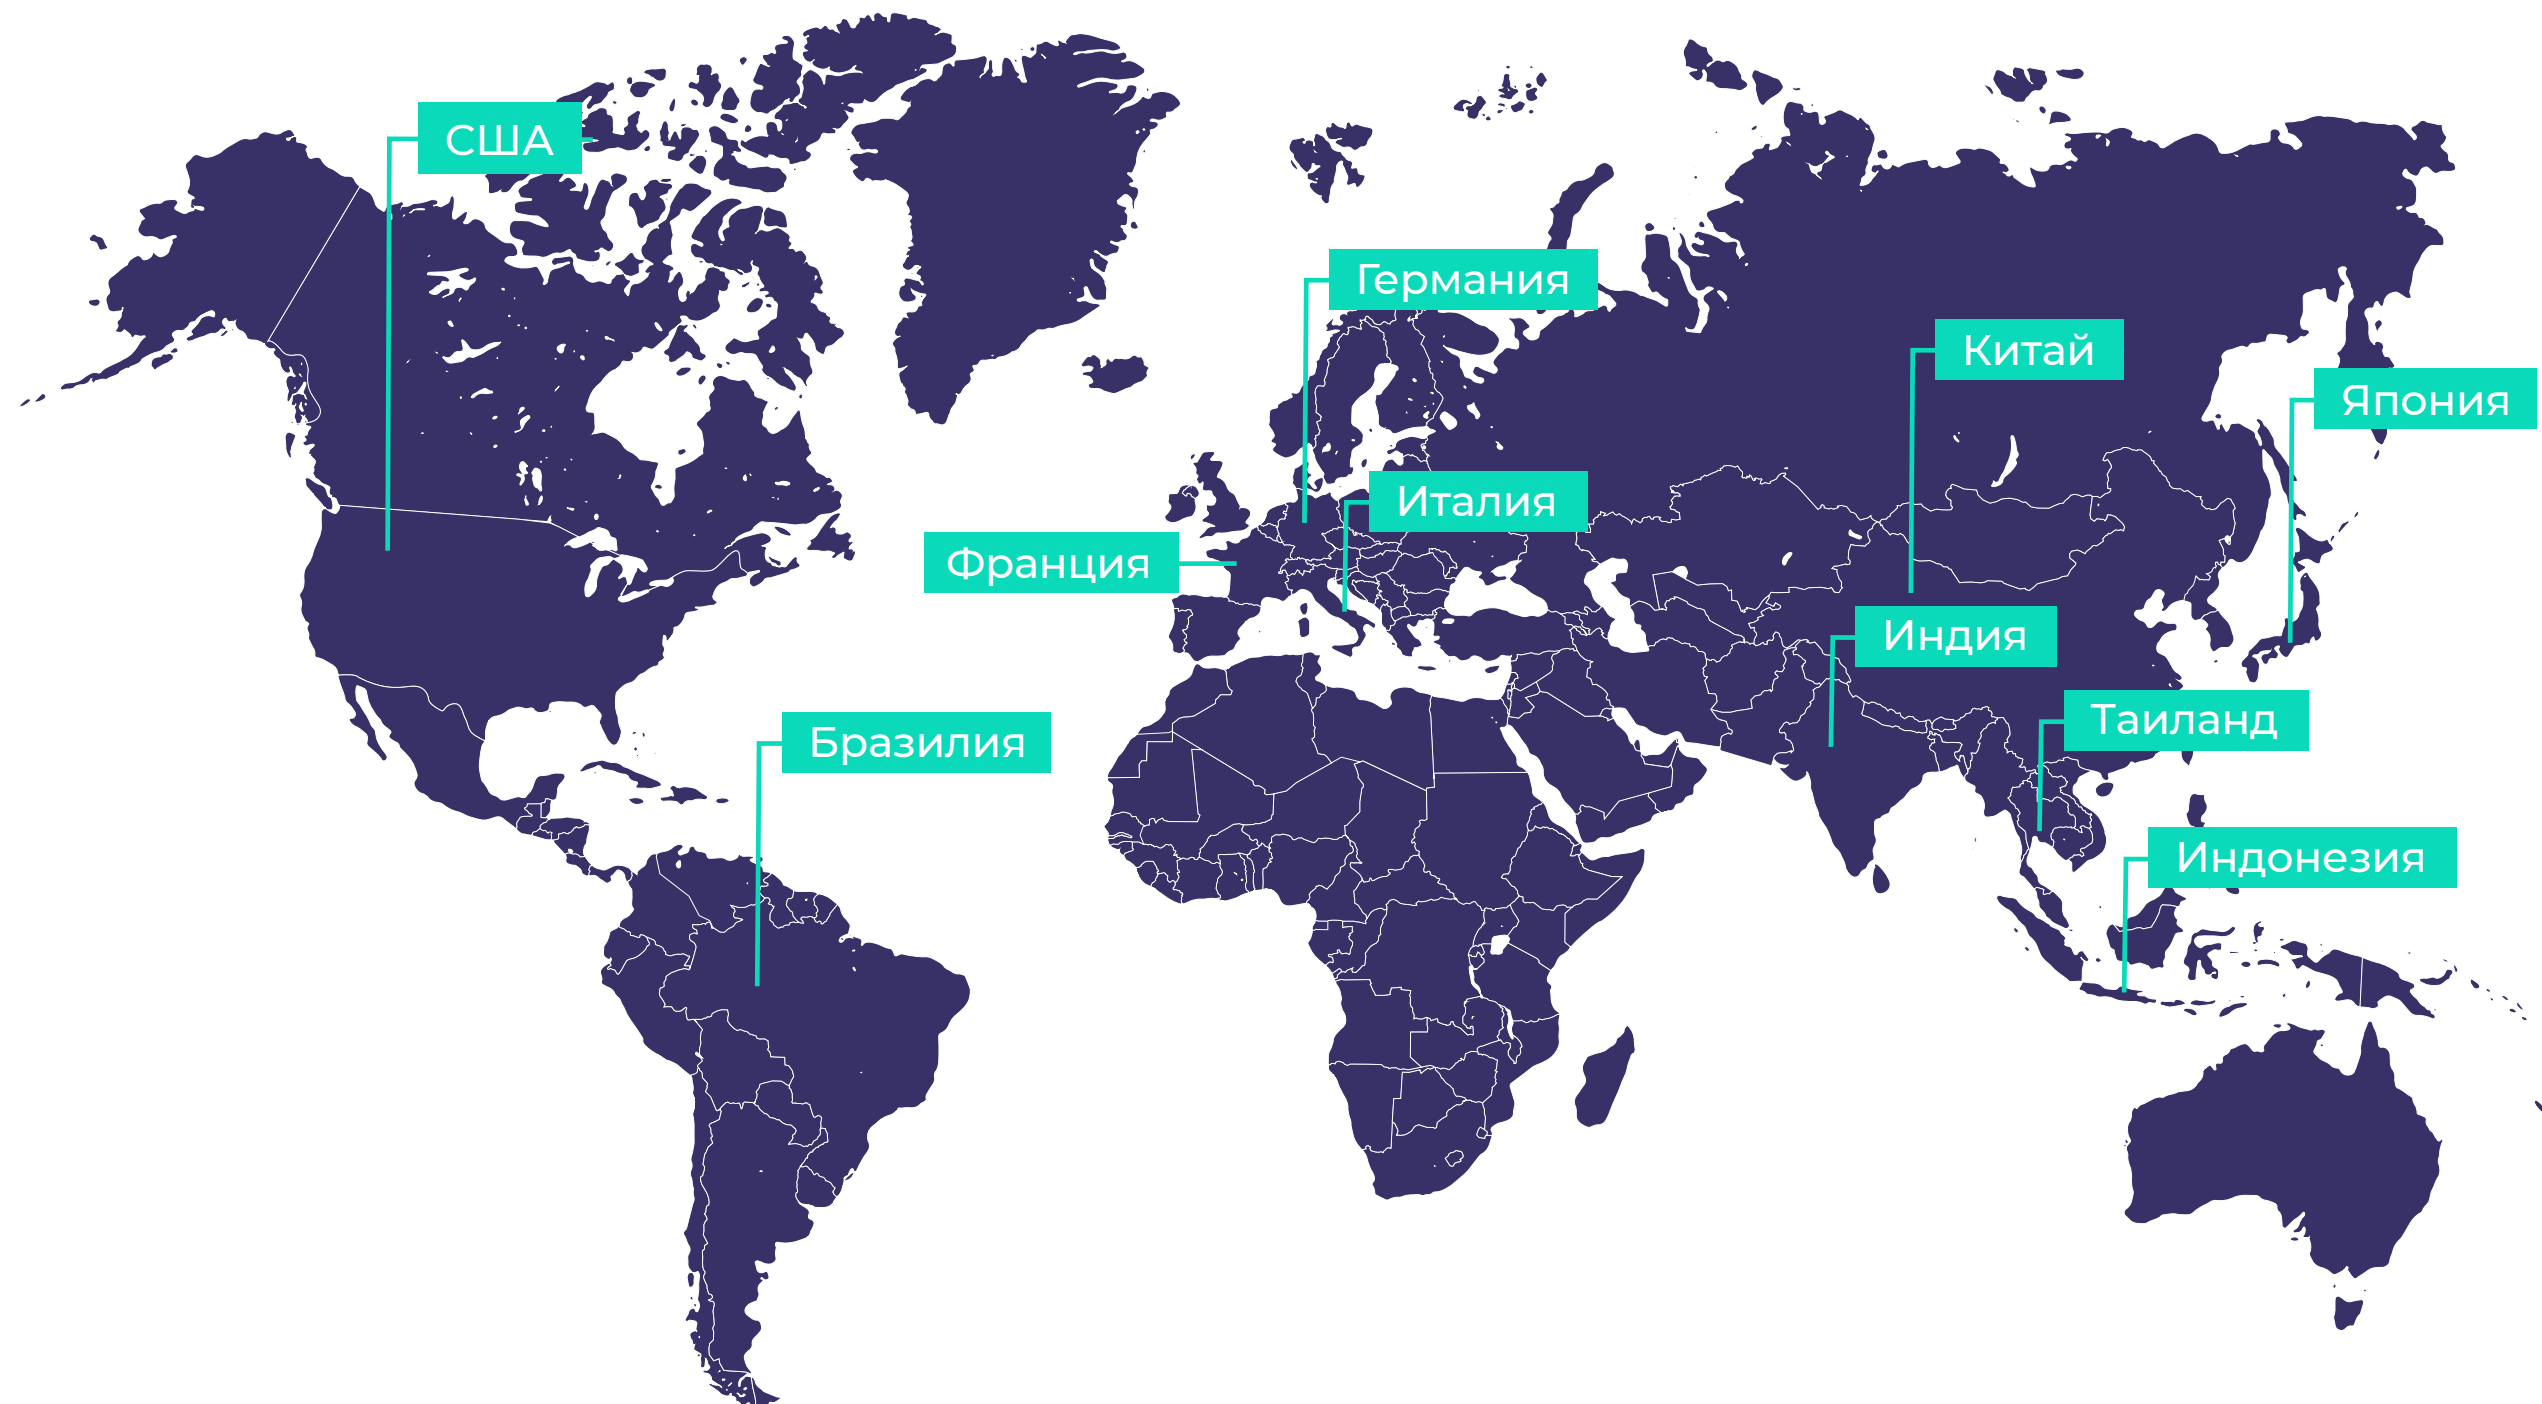 США
Германия
Китай
Япония
Италия
Франция
Индия
Таиланд
Бразилия
Индонезия